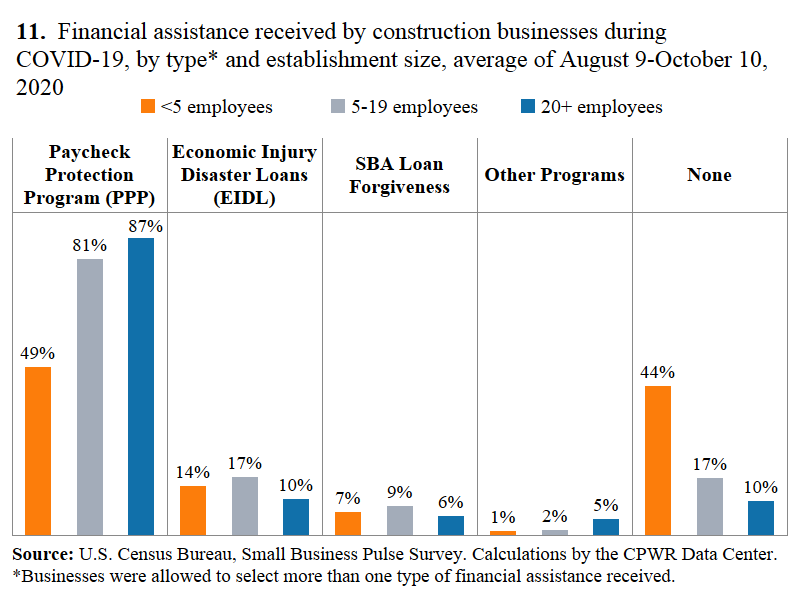 11. Financial assistance received by construction businesses during
COVID-19, by type* and establishment size, average of August 9-October 10,
2020
<5 employees
5-19 employees
20+ employees
Paycheck
Protection
Program (PPP)
Economic Injury
Disaster Loans
(EIDL)
SBA Loan
Forgiveness
Other Programs
None
49%
81%
87%
14%
17%
10%
7%
9%
6%
1%
2%
5%
44%
17%
10%
Source: U.S. Census Bureau, Small Business Pulse Survey. Calculations by the CPWR Data Center.
*Businesses were allowed to select more than one type of financial assistance received.